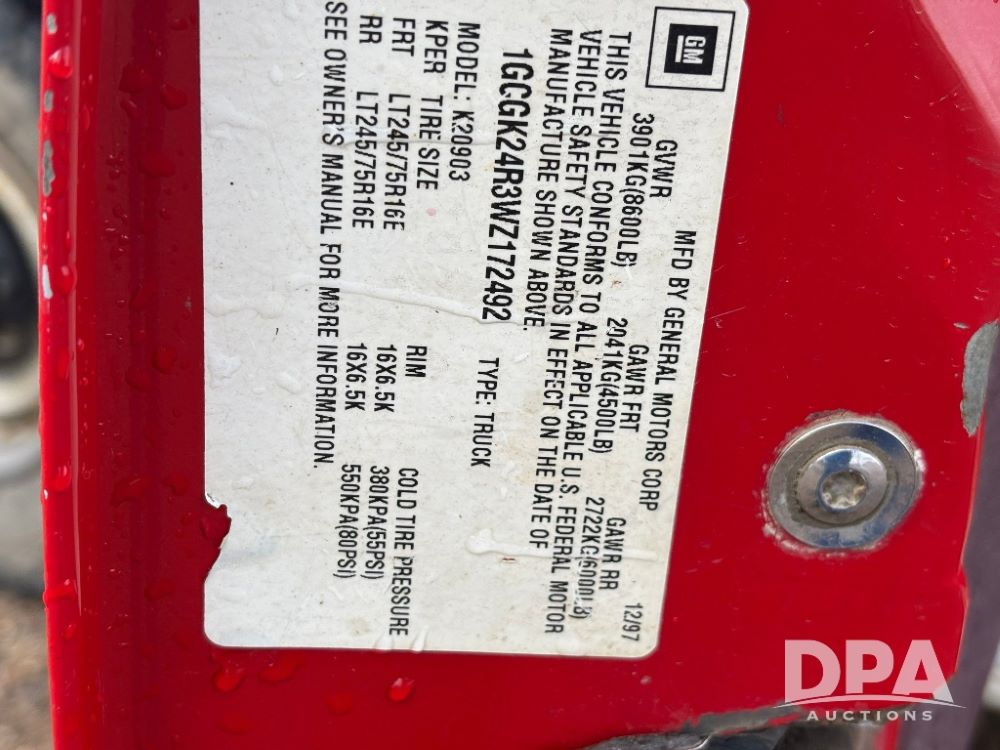 GM
MFD BY GENERAL MOTORS CORP 12/97
GVWR GAWR FRT GAWR RR
3901KG(8600LB) 2041KG(4500LB) 2722KG(6000LB)
THIS VEHICLE CONFORMS TO ALL APPLICABLE U.S. FEDERAL MOTOR
VEHICLE SAFETY STANDARDS IN EFFECT ON THE DATE OF
MANUFACTURE SHOWN ABOVE.
1GCGK24R3WZ172492 TYPE: TRUCK
MODEL: K20903
KPER TIRE SIZE RIM COLD TIRE PRESSURE
FRT LT245/75R16E 16X6.5K 380KPA(55PSI)
RR LT245/75R16E 16X6.5K 550KPA(80PSI)
SEE OWNER'S MANUAL FOR MORE INFORMATION.
DPA
AUCTIONS